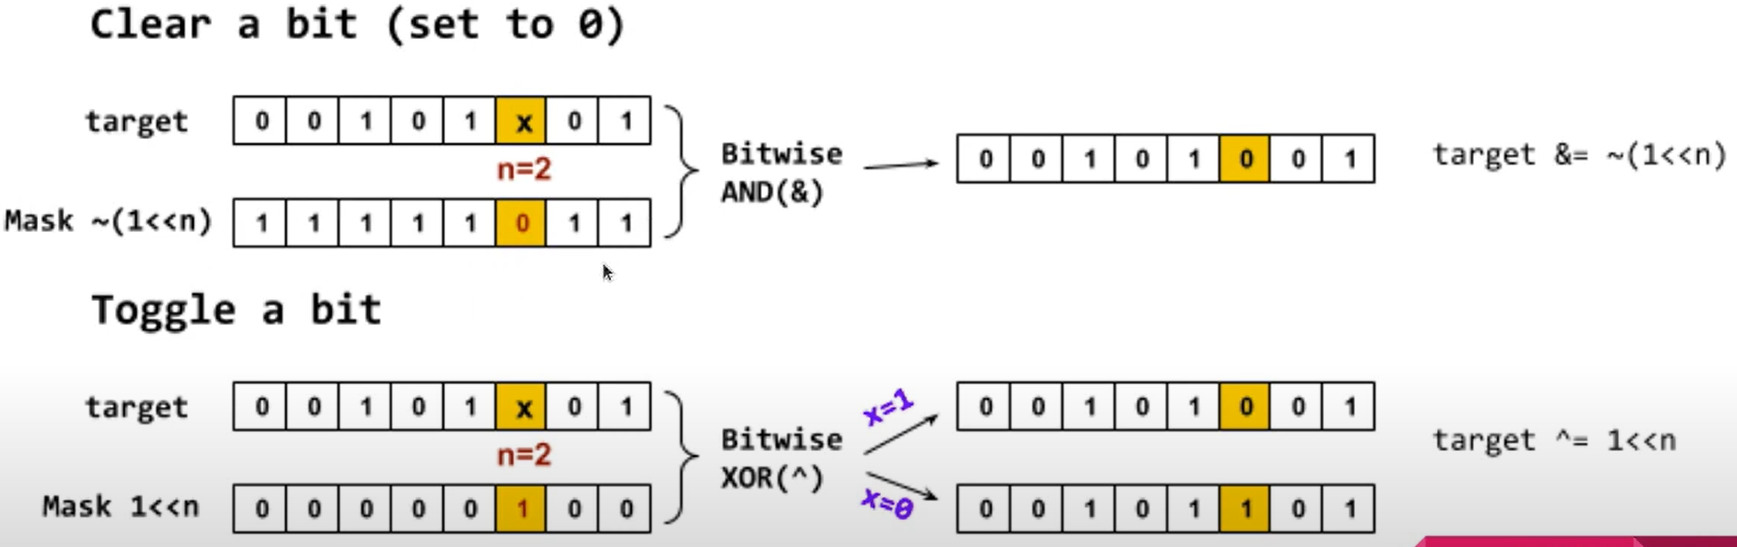 Clear a bit (set to 0)
target 0 0 1 0 1 x 0 1
n=2
Mask ~(1<<n) 1 1 1 1 1 0 1 1
Bitwise
AND(&)
0 0 1 0 1 0 0 1
target &= ~(1<<n)
Toggle a bit
target 0 0 1 0 1 x 0 1
n=2
Mask 1<<n 0 0 0 0 0 1 0 0
Bitwise
XOR(^)
x=1
0 0 1 0 1 0 0 1
x=0
0 0 1 0 1 1 0 1
target ^= 1<<n